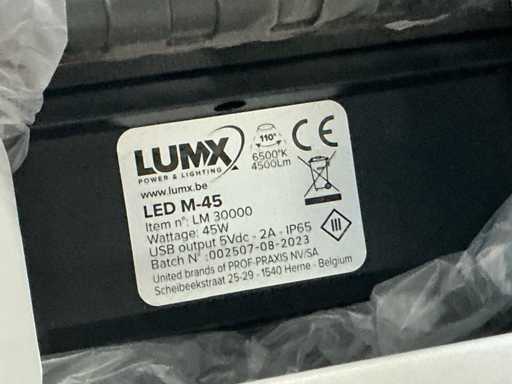 LUMX
POWER & LIGHTING
www.lumx.be
110°
6500°K
4500Lm
CE
LED M-45
Item n°: LM 30000
Wattage: 45W
USB output 5Vdc - 2A - IP65
Batch N° :002507-08-2023
United brands of PROF-PRAXIS NV/SA
Scheibeekstraat 25-29 - 1540 Herne - Belgium
III